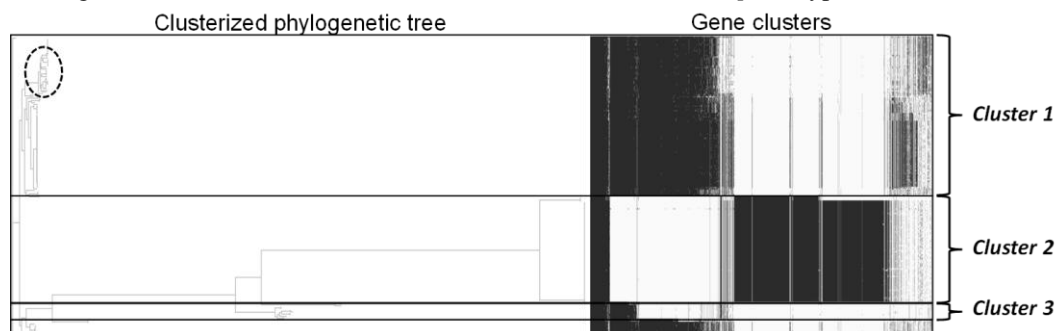 Clusterized phylogenetic tree
Gene clusters
Cluster 1
Cluster 2
Cluster 3